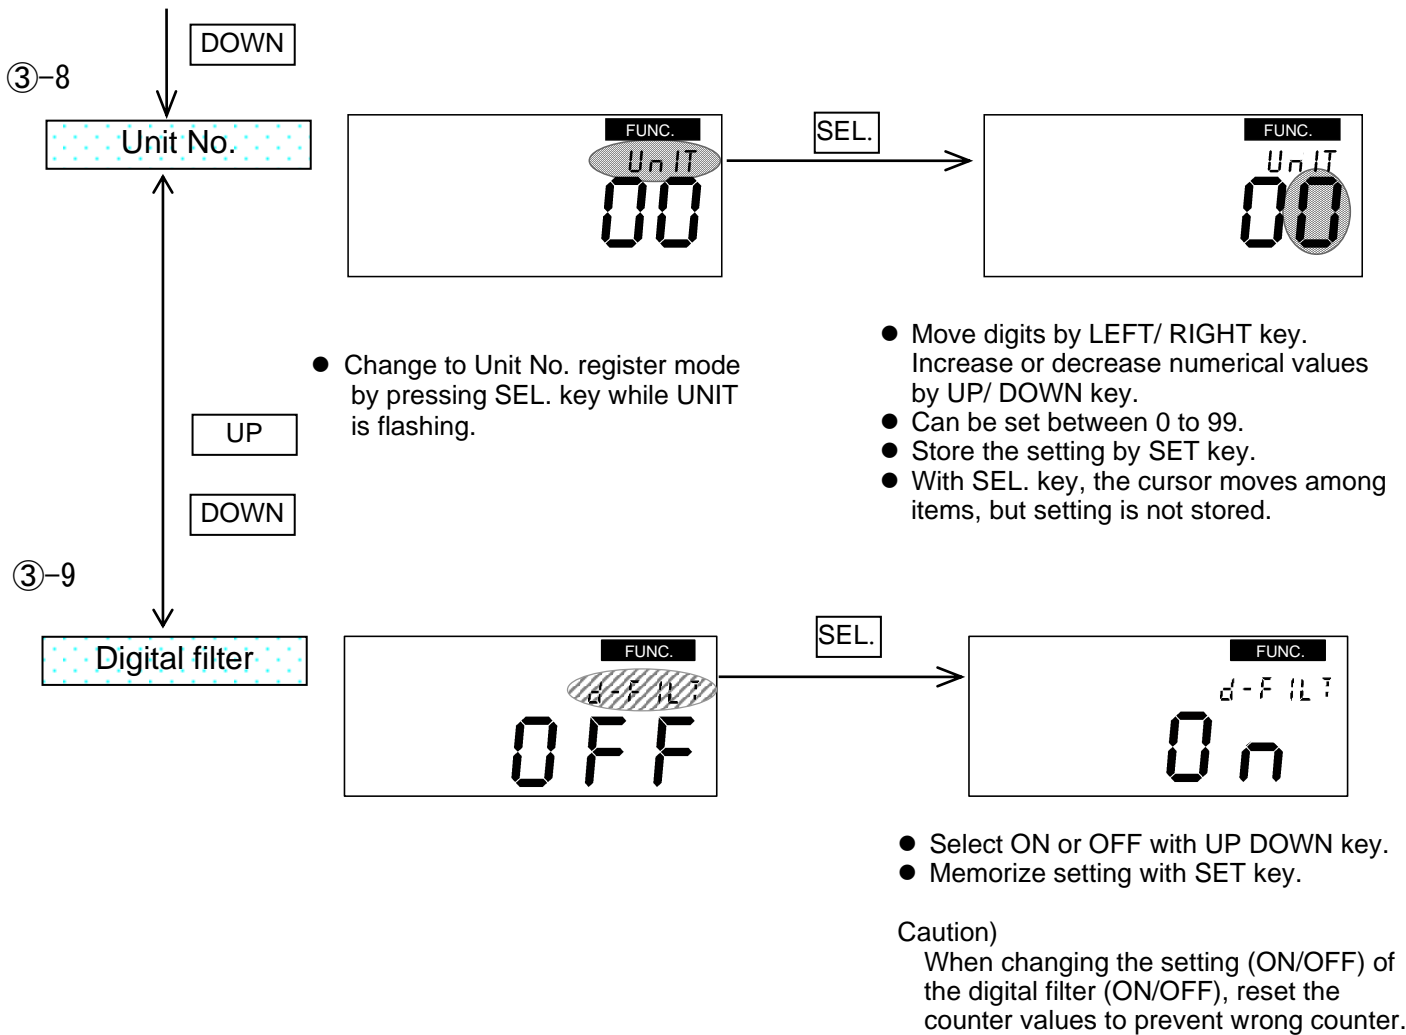 DOWN
③-8
Unit No.
FUNC.
UnIT
00
SEL.
FUNC.
UnIT
00
● Change to Unit No. register mode
by pressing SEL. key while UNIT
is flashing.
● Move digits by LEFT/ RIGHT key.
Increase or decrease numerical values
by UP/ DOWN key.
● Can be set between 0 to 99.
● Store the setting by SET key.
● With SEL. key, the cursor moves among
items, but setting is not stored.
UP
DOWN
③-9
Digital filter
FUNC.
d-FILT
OFF
SEL.
FUNC.
d-FILT
On
● Select ON or OFF with UP DOWN key.
● Memorize setting with SET key.
Caution)
When changing the setting (ON/OFF) of
the digital filter (ON/OFF), reset the
counter values to prevent wrong counter.